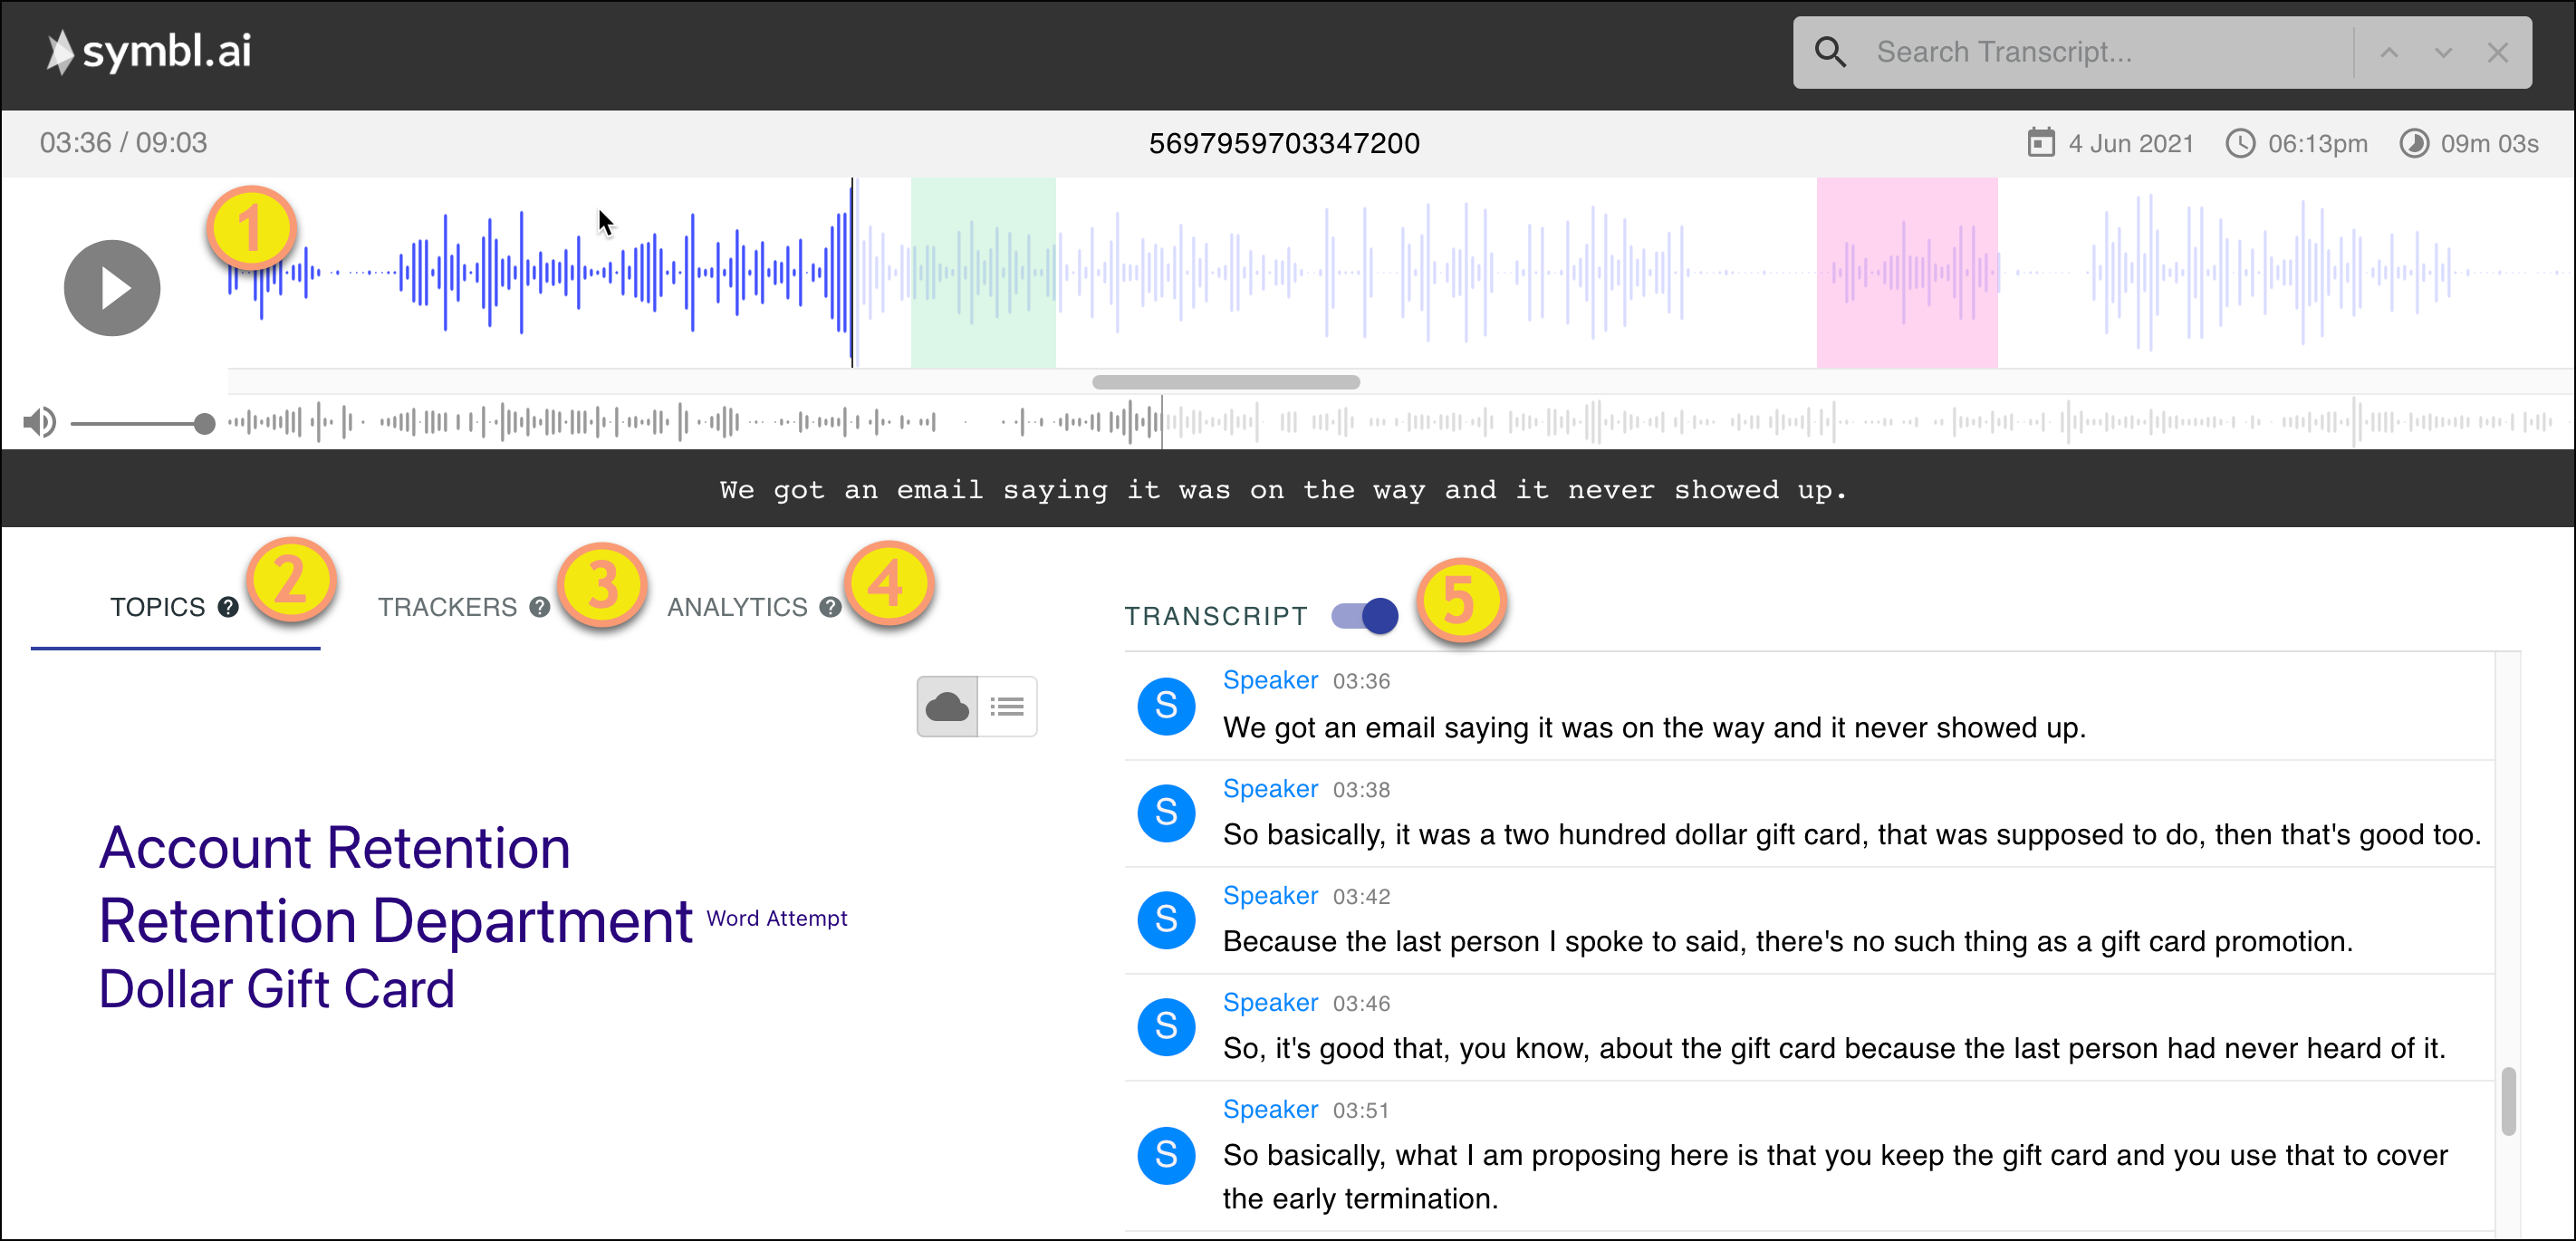 symbl.ai
Search Transcript...
03:36 / 09:03
5697959703347200
4 Jun 2021
06:13pm
09m 03s
1
We got an email saying it was on the way and it never showed up.
TOPICS ?
2
TRACKERS ?
3
ANALYTICS ?
4
TRANSCRIPT
5
Account Retention
Retention Department
Word Attempt
Dollar Gift Card
S
Speaker 03:36
We got an email saying it was on the way and it never showed up.
S
Speaker 03:38
So basically, it was a two hundred dollar gift card, that was supposed to do, then that's good too.
S
Speaker 03:42
Because the last person I spoke to said, there's no such thing as a gift card promotion.
S
Speaker 03:46
So, it's good that, you know, about the gift card because the last person had never heard of it.
S
Speaker 03:51
So basically, what I am proposing here is that you keep the gift card and you use that to cover
the early termination.